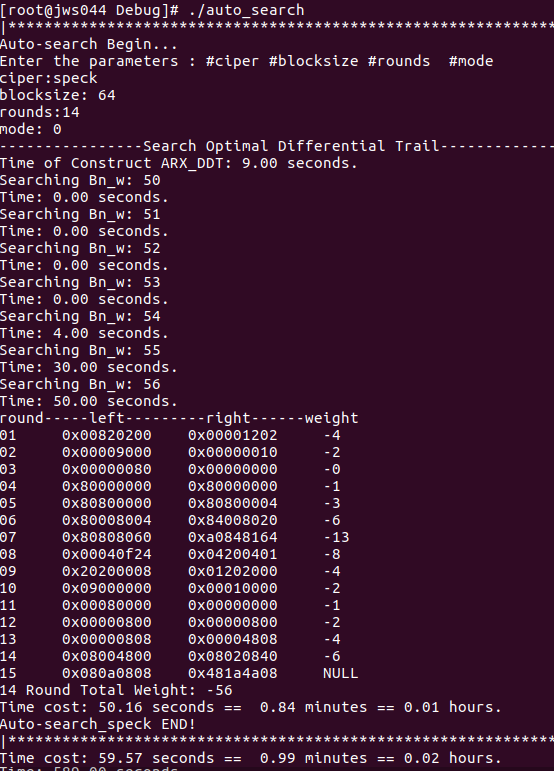 [root@jws044 Debug]# ./auto_search
|************************************************************
Auto-search Begin...
Enter the parameters : #ciper #blocksize #rounds  #mode
ciper:speck
blocksize: 64
rounds:14
mode: 0
----------------Search Optimal Differential Trail-------------
Time of Construct ARX_DDT: 9.00 seconds.
Searching Bn_w: 50
Time: 0.00 seconds.
Searching Bn_w: 51
Time: 0.00 seconds.
Searching Bn_w: 52
Time: 0.00 seconds.
Searching Bn_w: 53
Time: 0.00 seconds.
Searching Bn_w: 54
Time: 4.00 seconds.
Searching Bn_w: 55
Time: 30.00 seconds.
Searching Bn_w: 56
Time: 50.00 seconds.
round-----left---------right------weight
01     0x00820200    0x00001202     -4
02     0x00009000    0x00000010     -2
03     0x00000080    0x00000000     -0
04     0x80000000    0x80000000     -1
05     0x80800000    0x80800004     -3
06     0x80008004    0x84008020     -6
07     0x80808060    0xa0848164     -13
08     0x00040f24    0x04200401     -8
09     0x20200008    0x01202000     -4
10     0x09000000    0x00010000     -2
11     0x00080000    0x00000000     -1
12     0x00000800    0x00000800     -2
13     0x00000808    0x00004808     -4
14     0x08004800    0x08020840     -6
15     0x080a0808    0x481a4a08     NULL
14 Round Total Weight: -56
Time cost: 50.16 seconds ==  0.84 minutes == 0.01 hours.
Auto-search_speck END!
|************************************************************
Time cost: 59.57 seconds ==  0.99 minutes == 0.02 hours.